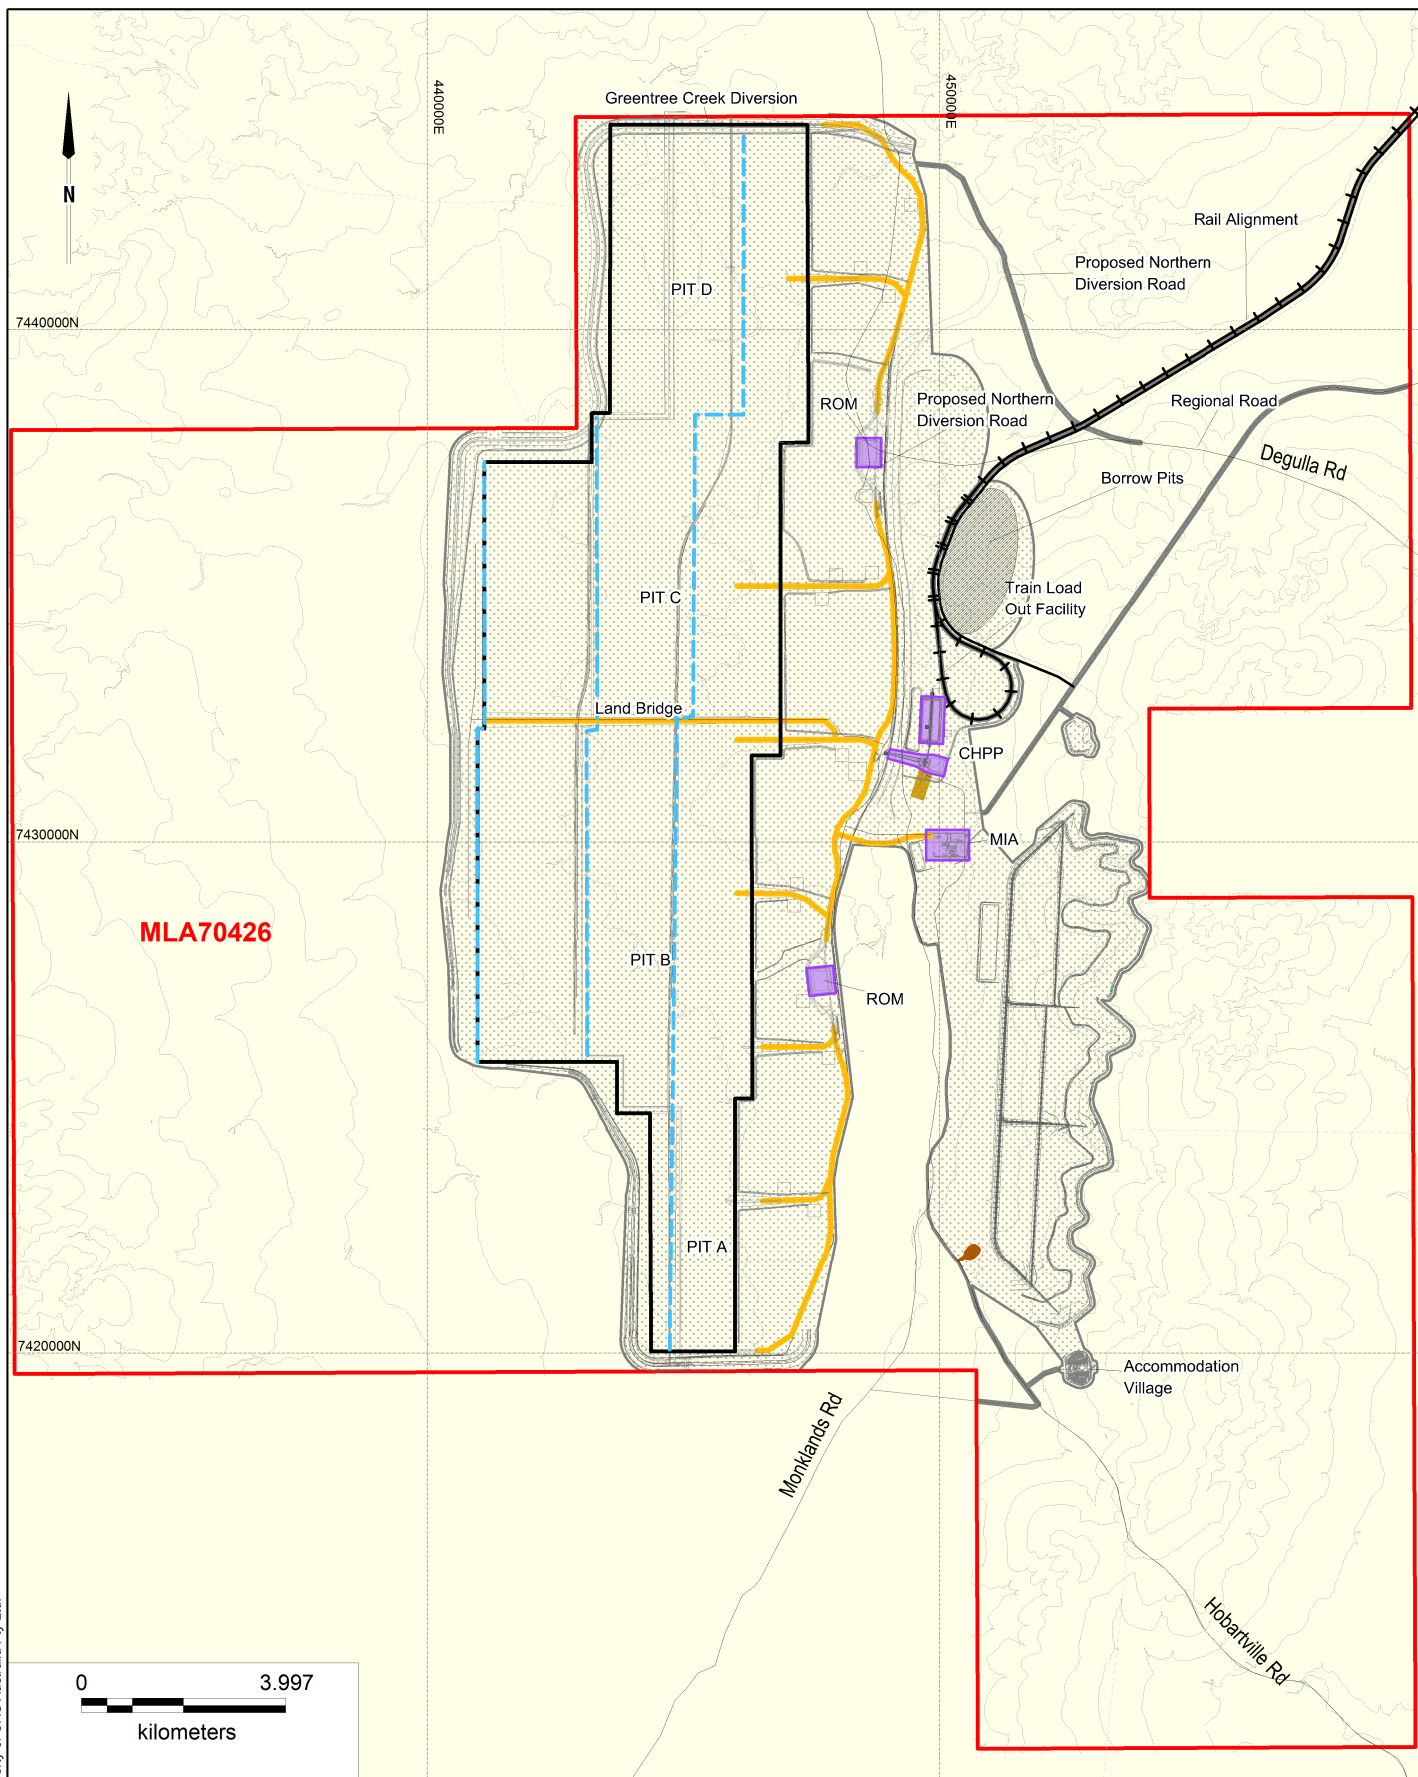 Greentree Creek Diversion
440000E
450000E
N
Rail Alignment
Proposed Northern
Diversion Road
PIT D
7440000N
ROM
Proposed Northern
Diversion Road
Regional Road
Degulla Rd
Borrow Pits
PIT C
Train Load
Out Facility
Land Bridge
CHPP
7430000N
MIA
MLA70426
PIT B
ROM
PIT A
7420000N
Accommodation
Village
Monklands Rd
Hobartville Rd
0 3.997
kilometers